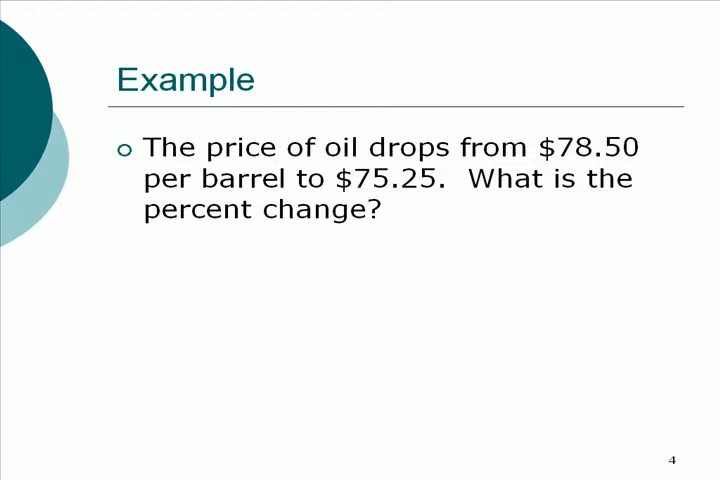 Example
The price of oil drops from $78.50
per barrel to $75.25.  What is the
percent change?
4